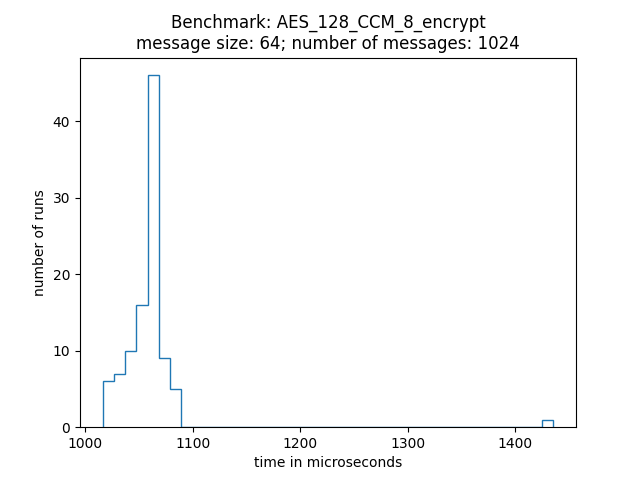 Benchmark: AES_128_CCM_8_encrypt
message size: 64; number of messages: 1024
number of runs
40
30
20
10
0
1000 1100 1200 1300 1400
time in microseconds